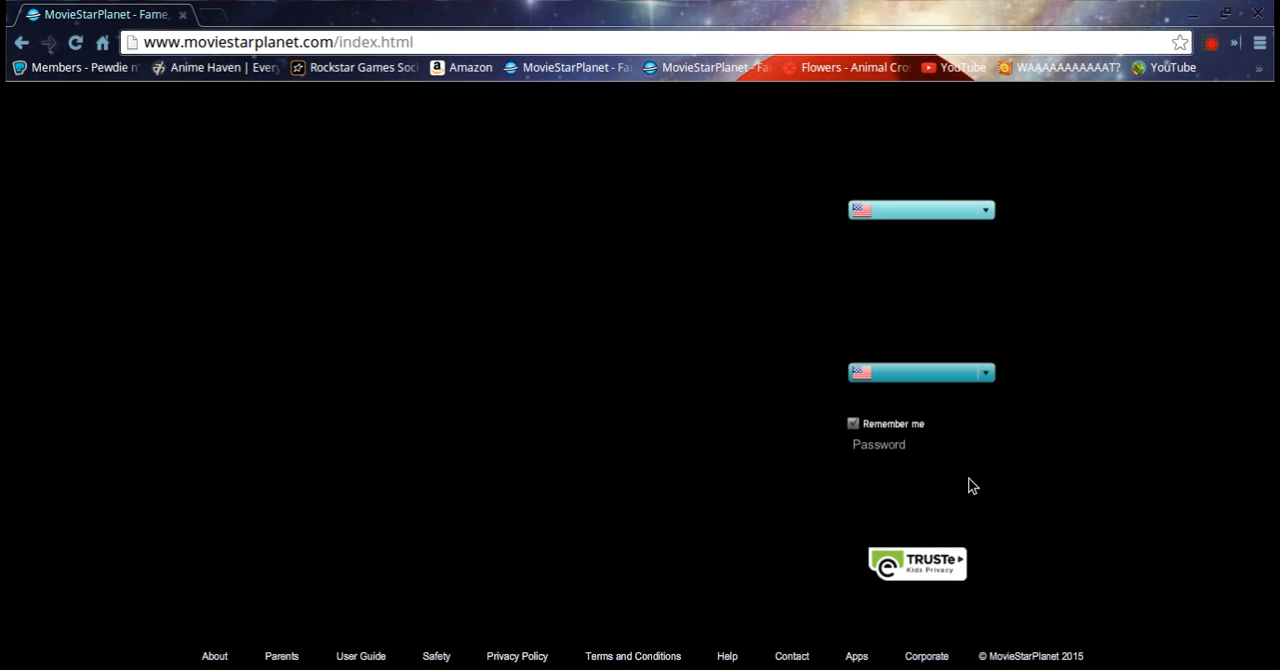 MovieStarPlanet - Fame,
www.moviestarplanet.com/index.html
Members - Pewdie n'
Anime Haven | Ever
Rockstar Games Soci
Amazon
MovieStarPlanet - Fa
MovieStarPlanet - Fa
Flowers - Animal Cro
YouTube
WAAAAAAAAAAT?
YouTube
Remember me
Password
TRUSTe
Kids Privacy
About
Parents
User Guide
Safety
Privacy Policy
Terms and Conditions
Help
Contact
Apps
Corporate
© MovieStarPlanet 2015